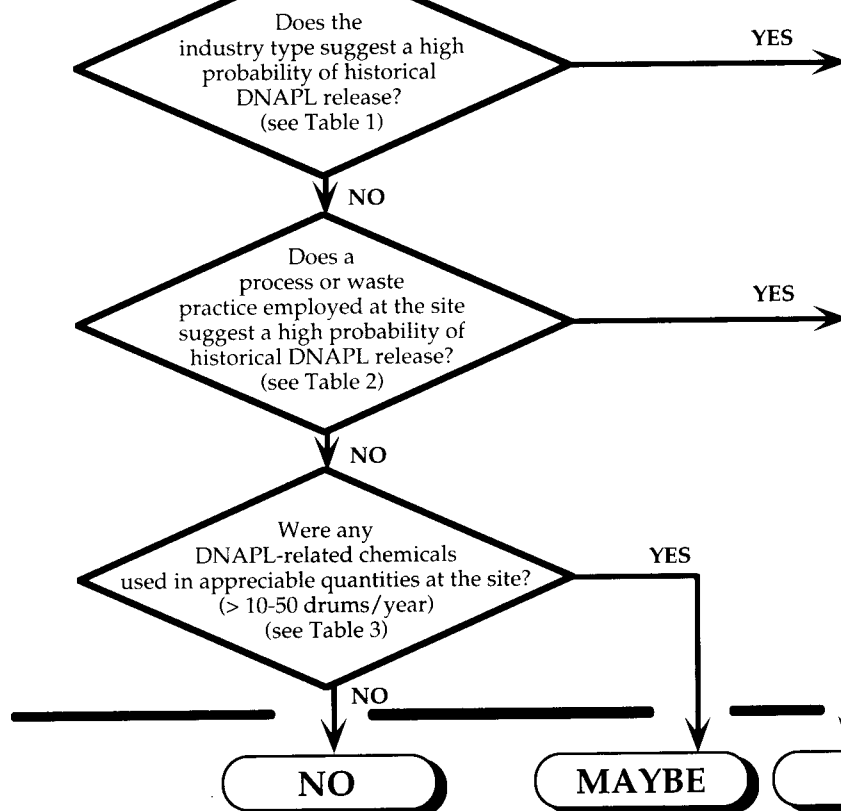 Does the
industry type suggest a high
probability of historical
DNAPL release?
(see Table 1)
YES
NO
Does a
process or waste
practice employed at the site
suggest a high probability of
historical DNAPL release?
(see Table 2)
YES
NO
Were any
DNAPL-related chemicals
used in appreciable quantities at the site?
(> 10-50 drums/year)
(see Table 3)
YES
NO
NO
MAYBE